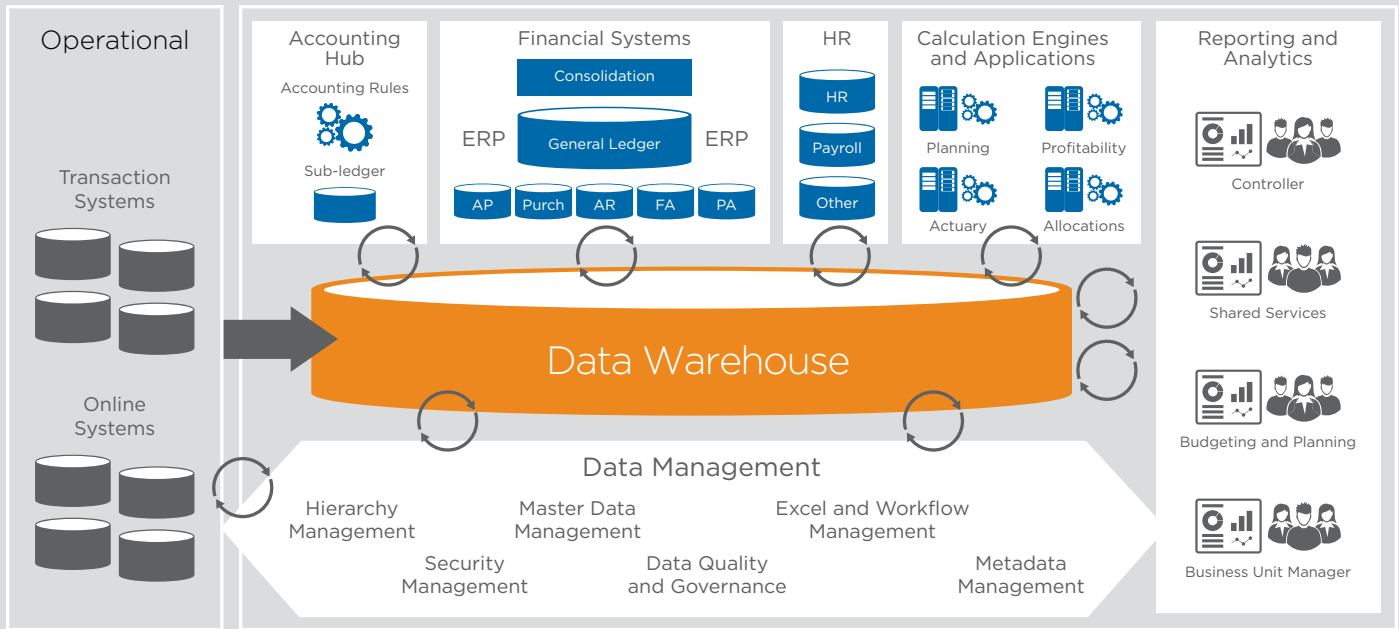 Operational
Transaction
Systems
Online
Systems
Accounting
Hub
Accounting Rules
Sub-ledger
Financial Systems
Consolidation
ERP
General Ledger
ERP
AP
Purch
AR
FA
PA
HR
HR
Payroll
Other
Calculation Engines
and Applications
Planning
Profitability
Actuary
Allocations
Reporting and
Analytics
Controller
Shared Services
Budgeting and Planning
Business Unit Manager
Data Warehouse
Data Management
Hierarchy
Management
Master Data
Management
Excel and Workflow
Management
Security
Management
Data Quality
and Governance
Metadata
Management